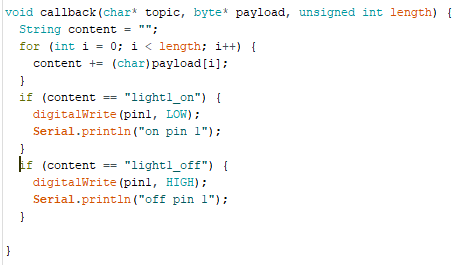 void callback(char* topic, byte* payload, unsigned int length) {
  String content = "";
  for (int i = 0; i < length; i++) {
    content += (char)payload[i];
  }
  if (content == "light1_on") {
    digitalWrite(pin1, LOW);
    Serial.println("on pin 1");
  }
  if (content == "light1_off") {
    digitalWrite(pin1, HIGH);
    Serial.println("off pin 1");
  }

}